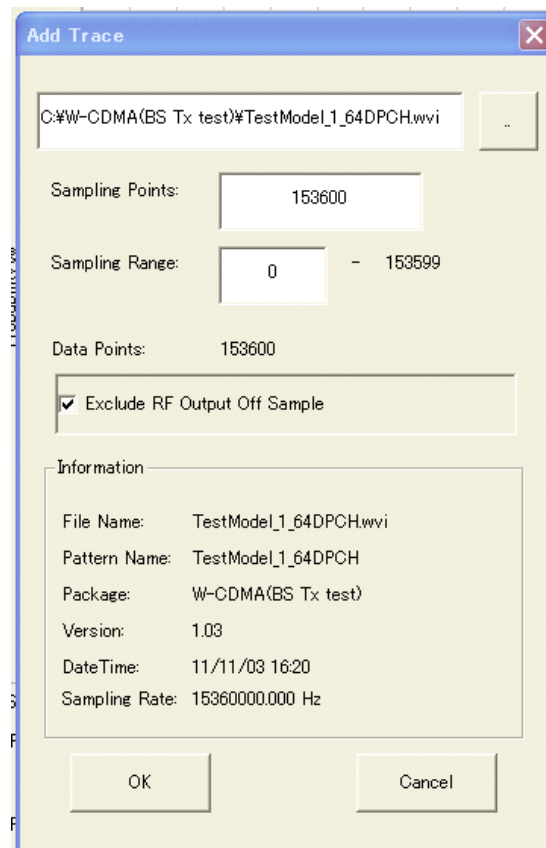 Add Trace
C:¥W-CDMA(BS Tx test)¥TestModel_1_64DPCH.wvi
..
Sampling Points: 153600
Sampling Range: 0 - 153599
Data Points: 153600
Exclude RF Output Off Sample
Information
File Name: TestModel_1_64DPCH.wvi
Pattern Name: TestModel_1_64DPCH
Package: W-CDMA(BS Tx test)
Version: 1.03
DateTime: 11/11/03 16:20
Sampling Rate: 15360000.000 Hz
OK Cancel